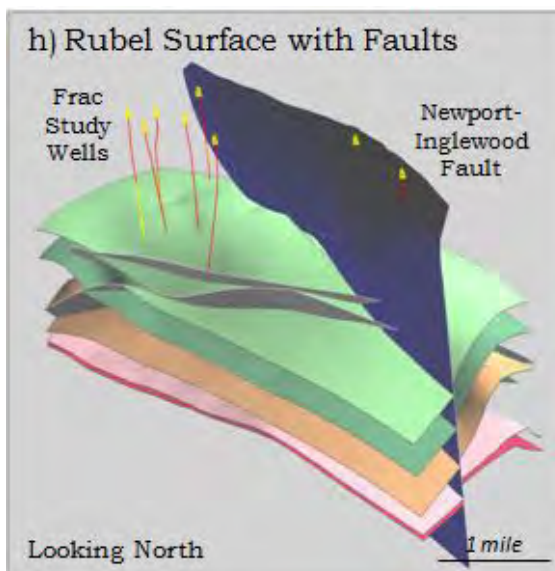 h) Rubel Surface with Faults
Frac
Study
Wells
Newport-
Inglewood
Fault
Looking North
1 mile